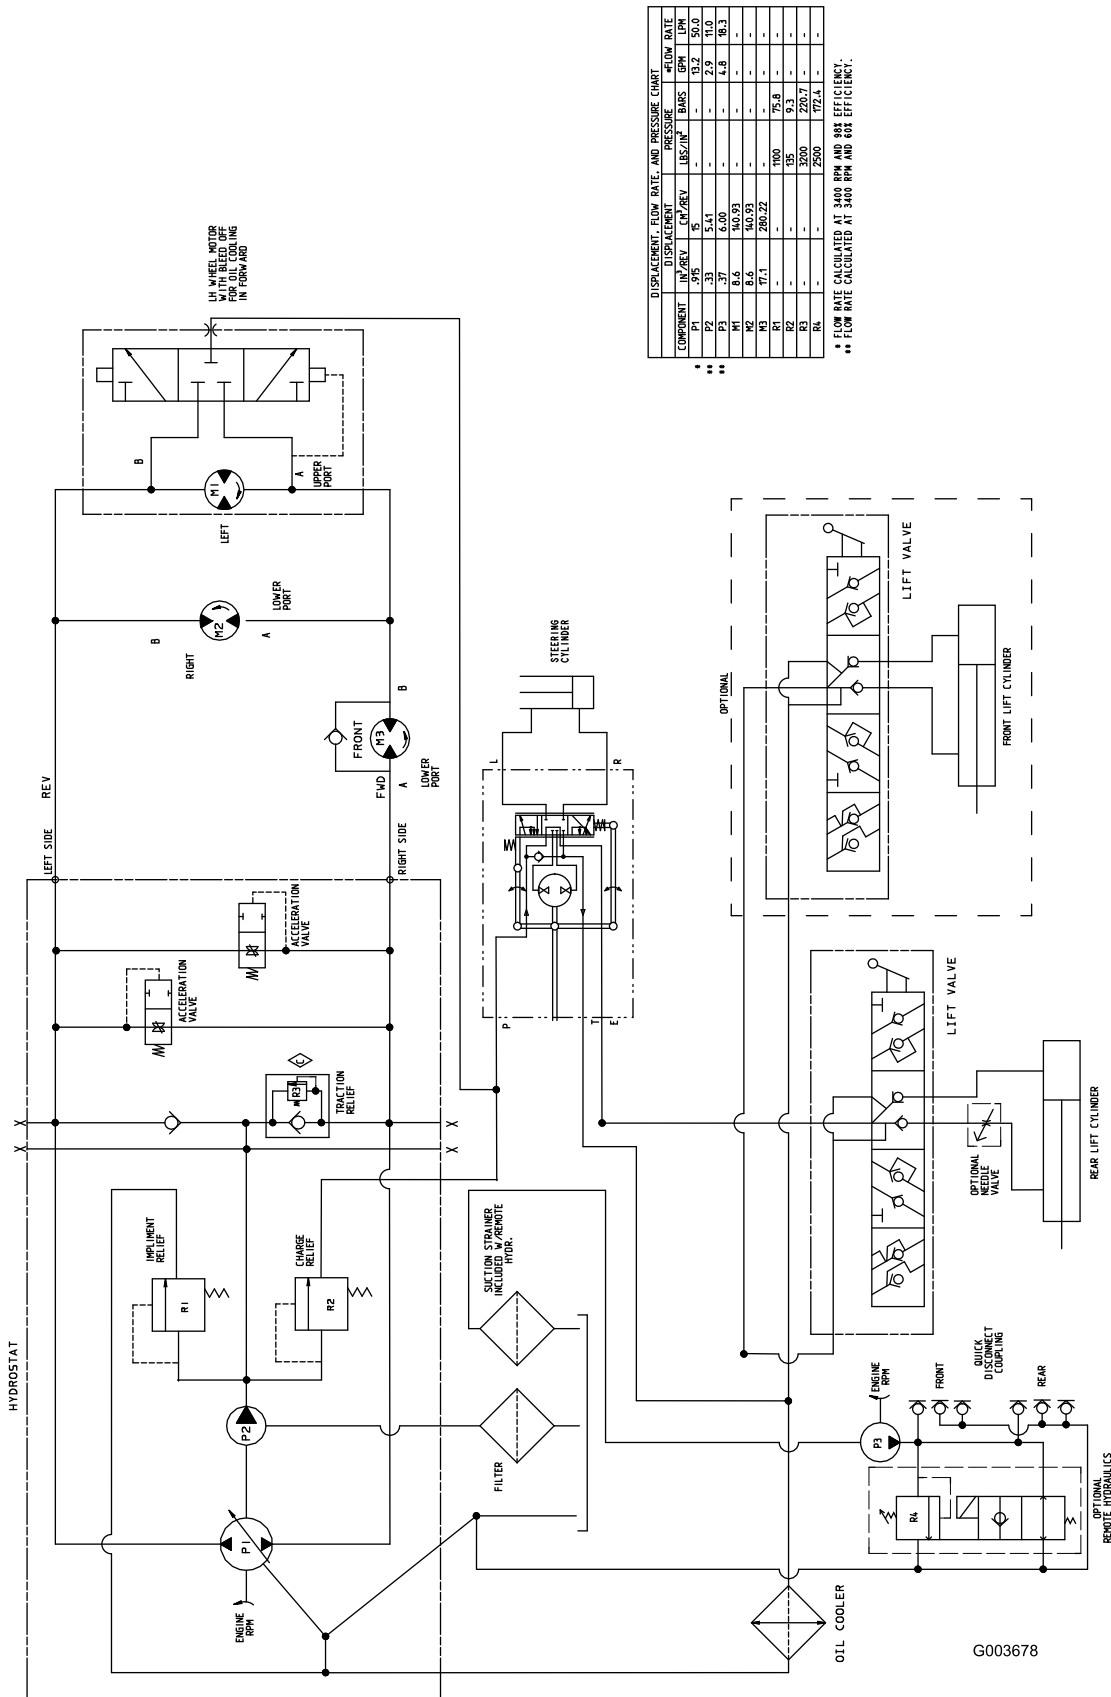 HYDROSTAT
ENGINE
RPM
P1
P2
FILTER
IMPLIMENT
RELIEF
R1
CHARGE
RELIEF
R2
SUCTION STRAINER
INCLUDED W/REMOTE
HYDR.
X
X
X
X
R3
C
TRACTION
RELIEF
ACCELERATION
VALVE
ACCELERATION
VALVE
LEFT SIDE
REV
RIGHT SIDE
FWD
A
LOWER
PORT
FRONT
M3
B
RIGHT
B
M2
A
LOWER
PORT
LEFT
M1
B
A
UPPER
PORT
LH WHEEL MOTOR
WITH BLEED OFF
FOR OIL COOLING
IN FORWARD
P
T
E
L
R
STEERING
CYLINDER
OIL COOLER
OPTIONAL
REMOTE HYDRAULICS
R4
P3
ENGINE
RPM
FRONT
QUICK
DISCONNECT
COUPLING
REAR
LIFT VALVE
OPTIONAL
NEEDLE
VALVE
REAR LIFT CYLINDER
OPTIONAL
LIFT VALVE
FRONT LIFT CYLINDER
DISPLACEMENT, FLOW RATE, AND PRESSURE CHART
DISPLACEMENT PRESSURE *FLOW RATE
COMPONENT IN³/REV CM³/REV LBS/IN² BARS GPM LPM
* P1 .915 15 - - 13.2 50.0
** P2 .33 5.41 - - 2.9 11.0
** P3 .37 6.00 - - 4.8 18.3
M1 8.6 140.93 - - - -
M2 8.6 140.93 - - - -
M3 17.1 280.22 - - - -
R1 - - 1100 75.8 - -
R2 - - 135 9.3 - -
R3 - - 3200 220.7 - -
R4 - - 2500 172.4 - -
* FLOW RATE CALCULATED AT 3400 RPM AND 98% EFFICIENCY.
** FLOW RATE CALCULATED AT 3400 RPM AND 60% EFFICIENCY.
G003678